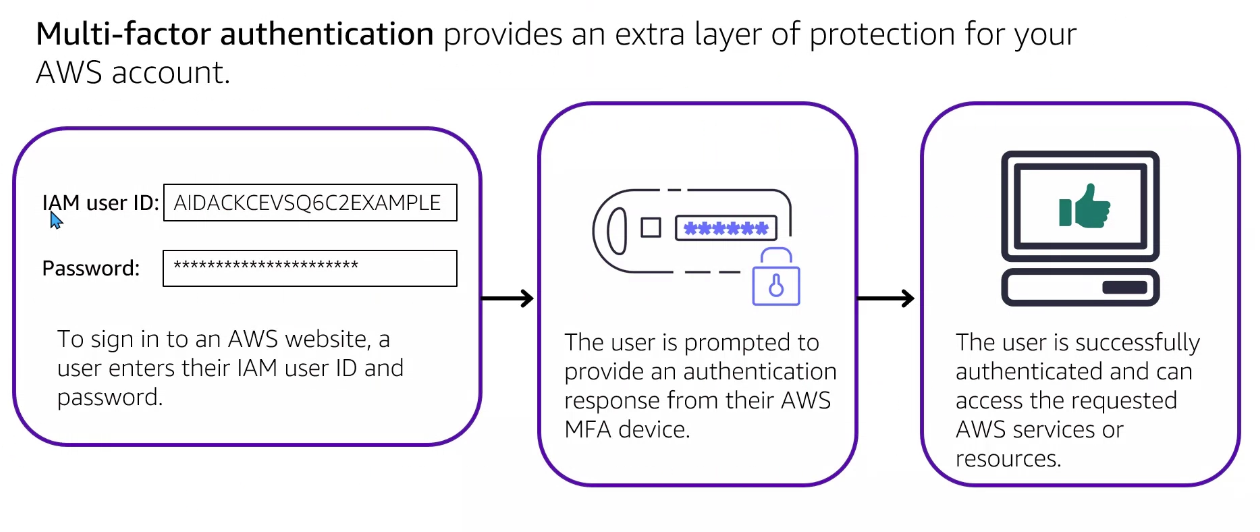 Multi-factor authentication provides an extra layer of protection for your
AWS account.
IAM user ID: AIDACKCEVSQ6C2EXAMPLE
Password: **********************
To sign in to an AWS website, a
user enters their IAM user ID and
password.
******
The user is prompted to
provide an authentication
response from their AWS
MFA device.
The user is successfully
authenticated and can
access the requested
AWS services or
resources.